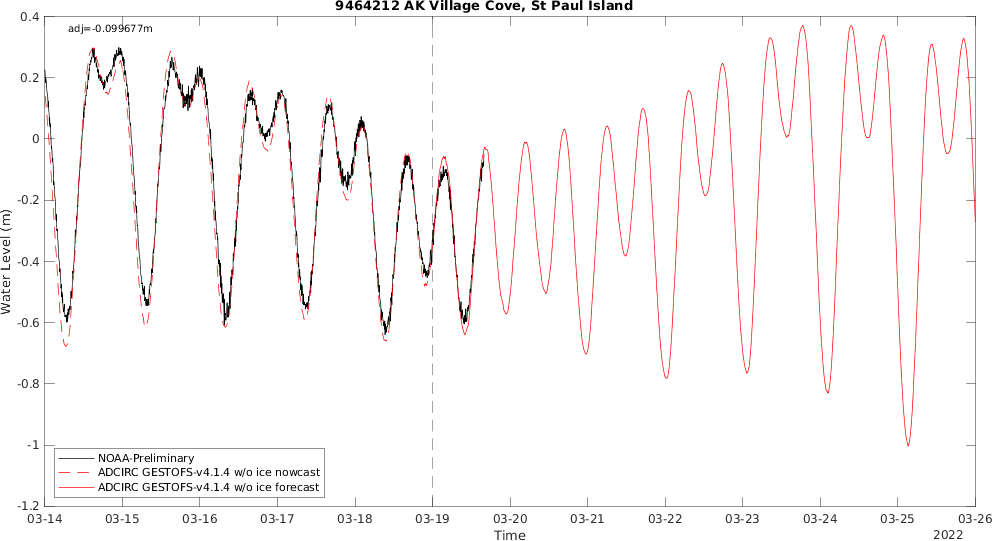 9464212 AK Village Cove, St Paul Island
adj=-0.099677m
0.4
0.2
0
-0.2
-0.4
-0.6
-0.8
-1
-1.2
Water Level (m)
NOAA-Preliminary
ADCIRC GESTOFS-v4.1.4 w/o ice nowcast
ADCIRC GESTOFS-v4.1.4 w/o ice forecast
03-14 03-15 03-16 03-17 03-18 03-19 03-20 03-21 03-22 03-23 03-24 03-25 03-26
Time
2022